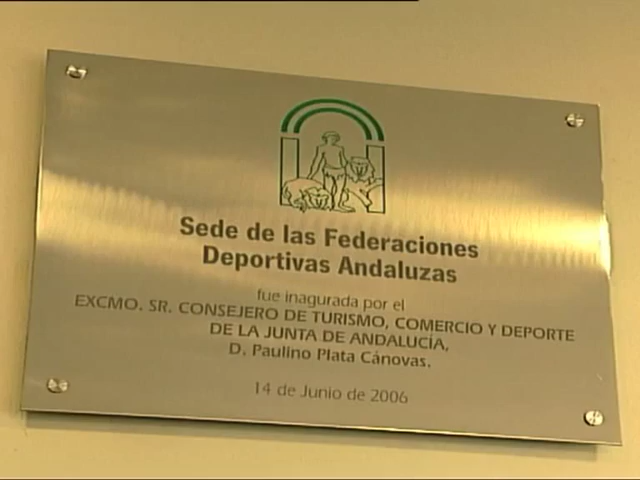 Sede de las Federaciones
Deportivas Andaluzas
fue inagurada por el
EXCMO. SR. CONSEJERO DE TURISMO, COMERCIO Y DEPORTE
DE LA JUNTA DE ANDALUCÍA,
D. Paulino Plata Cánovas.
14 de Junio de 2006